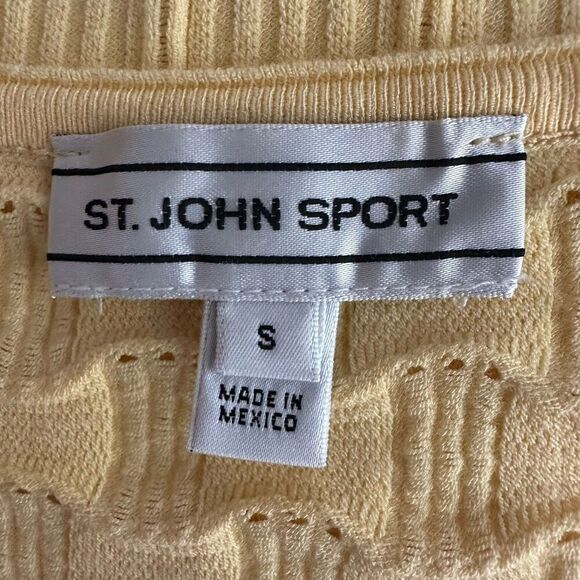 ST. JOHN SPORT
S
MADE IN
MEXICO